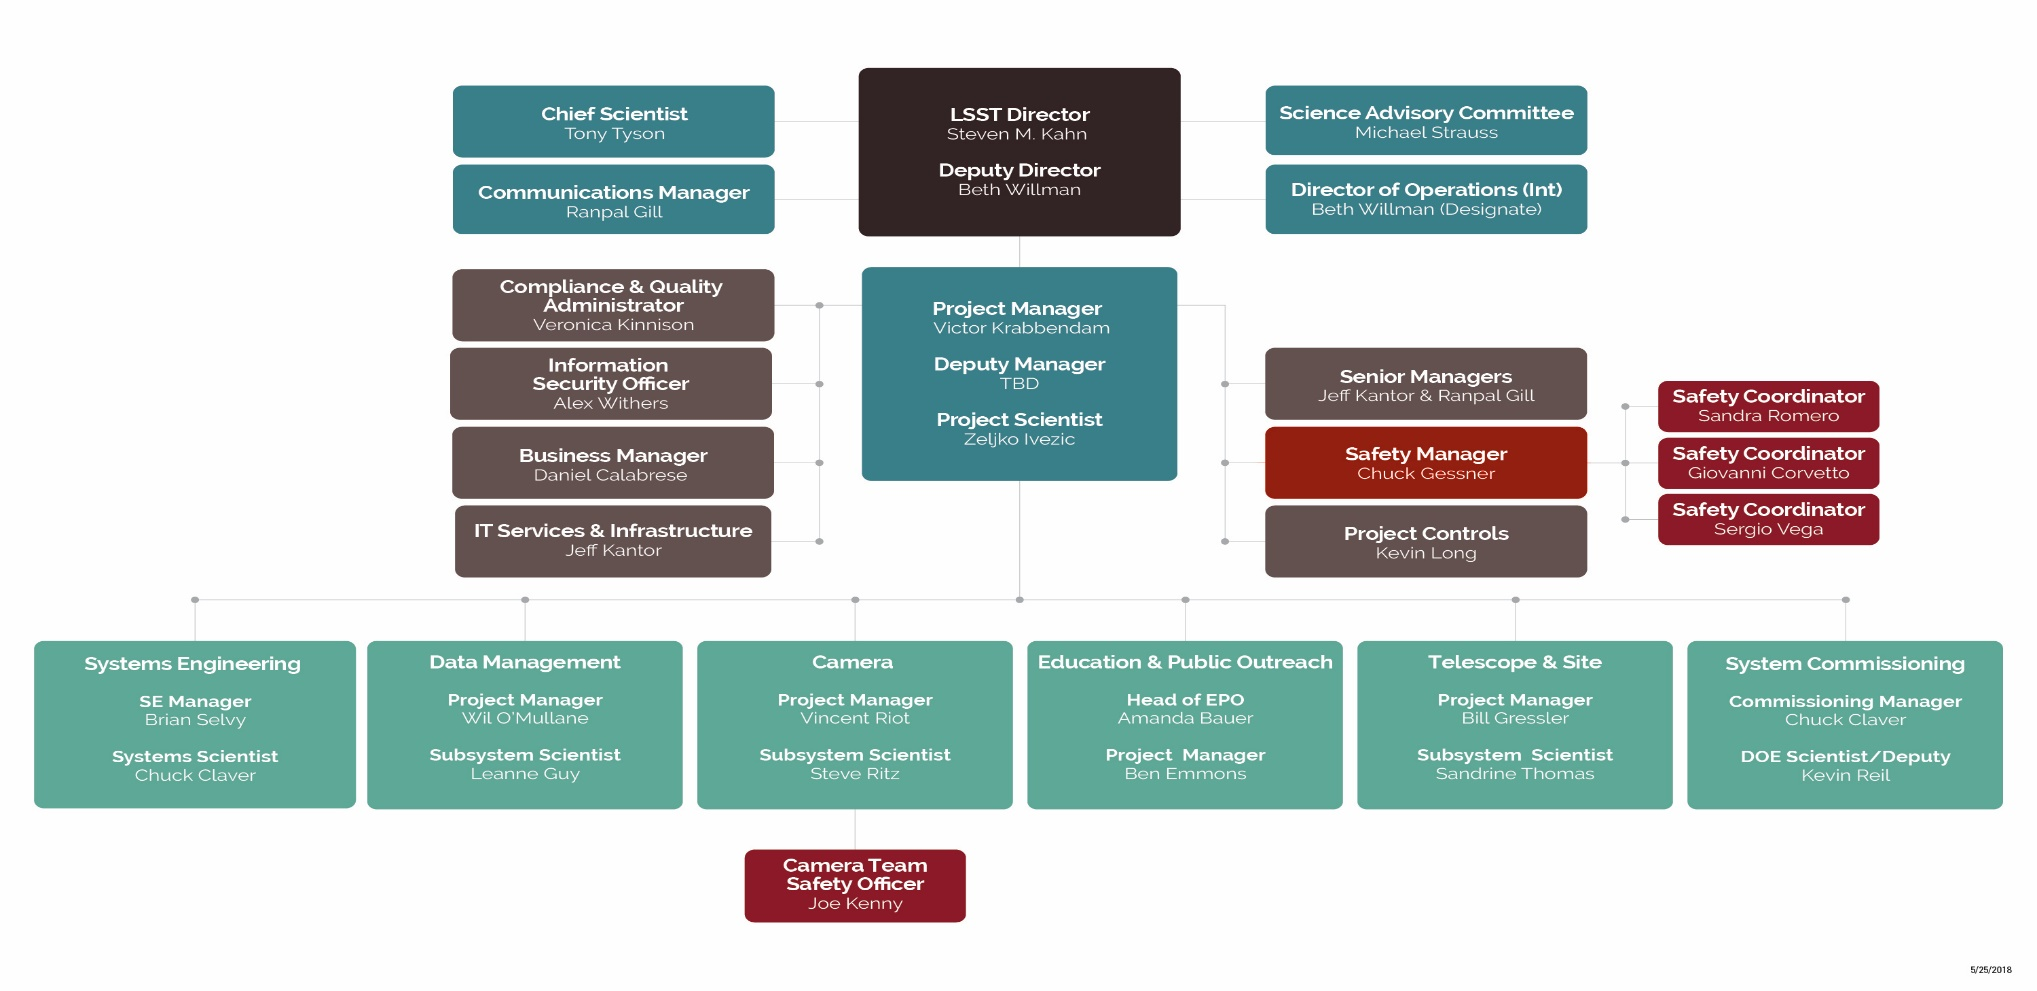 Chief Scientist
Tony Tyson
Communications Manager
Ranpal Gill
LSST Director
Steven M. Kahn
Deputy Director
Beth Willman
Science Advisory Committee
Michael Strauss
Director of Operations (Int)
Beth Willman (Designate)
Compliance & Quality
Administrator
Veronica Kinnison
Information
Security Officer
Alex Withers
Business Manager
Daniel Calabrese
IT Services & Infrastructure
Jeff Kantor
Project Manager
Victor Krabbendam
Deputy Manager
TBD
Project Scientist
Zeljko Ivezic
Senior Managers
Jeff Kantor & Ranpal Gill
Safety Manager
Chuck Gessner
Project Controls
Kevin Long
Safety Coordinator
Sandra Romero
Safety Coordinator
Giovanni Corvetto
Safety Coordinator
Sergio Vega
Systems Engineering
SE Manager
Brian Selvy
Systems Scientist
Chuck Claver
Data Management
Project Manager
Wil O'Mullane
Subsystem Scientist
Leanne Guy
Camera
Project Manager
Vincent Riot
Subsystem Scientist
Steve Ritz
Education & Public Outreach
Head of EPO
Amanda Bauer
Project Manager
Ben Emmons
Telescope & Site
Project Manager
Bill Gressler
Subsystem Scientist
Sandrine Thomas
System Commissioning
Commissioning Manager
Chuck Claver
DOE Scientist/Deputy
Kevin Reil
Camera Team
Safety Officer
Joe Kenny
5/25/2018